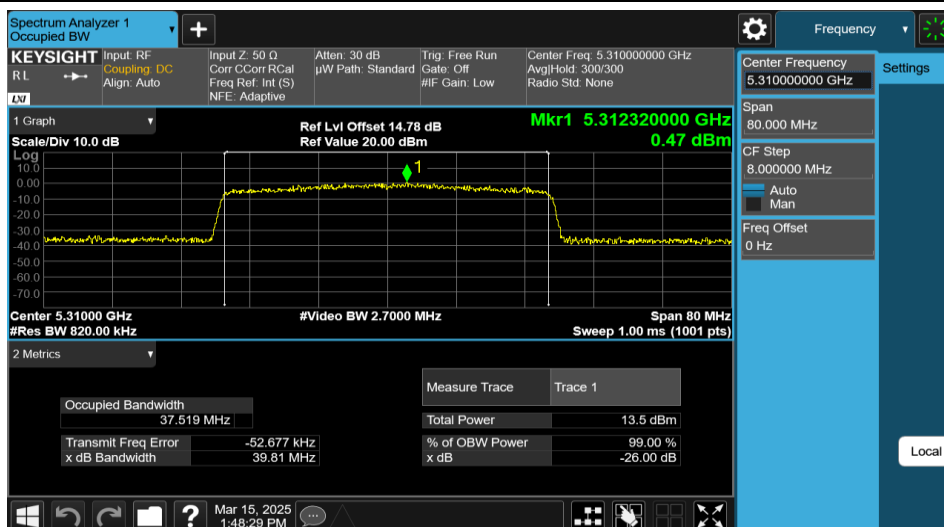 Spectrum Analyzer 1
Occupied BW
+
Frequency
KEYSIGHT
RL
LXI
Input: RF
Coupling: DC
Align: Auto
Input Z: 50 Ω
Corr CCorr RCal
Freq Ref: Int (S)
NFE: Adaptive
Atten: 30 dB
µW Path: Standard
Trig: Free Run
Gate: Off
#IF Gain: Low
Center Freq: 5.310000000 GHz
Avg|Hold: 300/300
Radio Std: None
1 Graph
Scale/Div 10.0 dB
Ref Lvl Offset 14.78 dB
Ref Value 20.00 dBm
Mkr1 5.312320000 GHz
0.47 dBm
Log
10.0
0.00
-10.0
-20.0
-30.0
-40.0
-50.0
-60.0
-70.0
1
Center 5.31000 GHz
#Res BW 820.00 kHz
#Video BW 2.7000 MHz
Span 80 MHz
Sweep 1.00 ms (1001 pts)
2 Metrics
Measure Trace Trace 1
Occupied Bandwidth
37.519 MHz
Total Power 13.5 dBm
Transmit Freq Error -52.677 kHz
% of OBW Power 99.00 %
x dB Bandwidth 39.81 MHz
x dB -26.00 dB
Center Frequency
5.310000000 GHz
Settings
Span
80.000 MHz
CF Step
8.000000 MHz
Auto
Man
Freq Offset
0 Hz
Local
?
Mar 15, 2025
1:48:29 PM